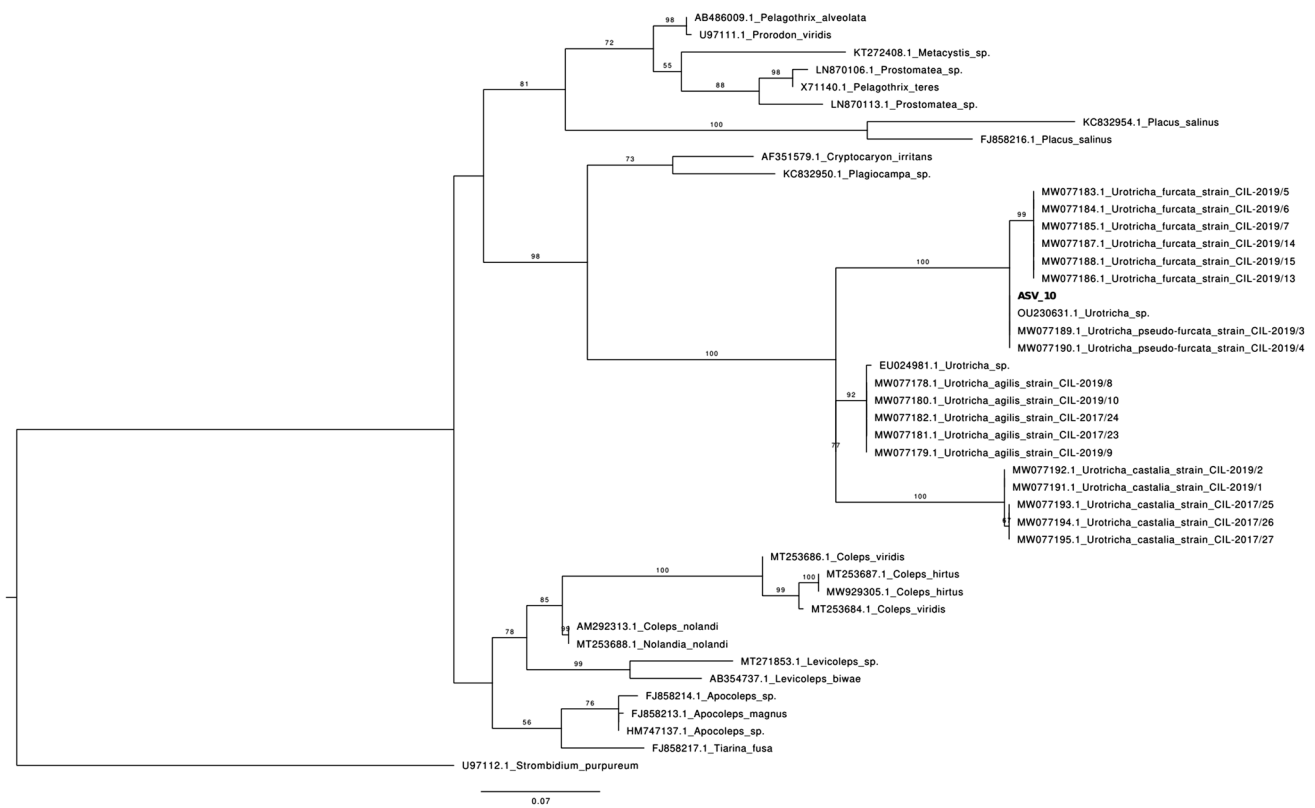 98
AB486009.1_Pelagothrix_alveolata
U97111.1_Prorodon_viridis
72
KT272408.1_Metacystis_sp.
55
LN870106.1_Prostomatea_sp.
98
81
88
X71140.1_Pelagothrix_teres
LN870113.1_Prostomatea_sp.
100
KC832954.1_Placus_salinus
FJ858216.1_Placus_salinus
73
AF351579.1_Cryptocaryon_irritans
KC832950.1_Plagiocampa_sp.
MW077183.1_Urotricha_furcata_strain_CIL-2019/5
MW077184.1_Urotricha_furcata_strain_CIL-2019/6
99
MW077185.1_Urotricha_furcata_strain_CIL-2019/7
MW077187.1_Urotricha_furcata_strain_CIL-2019/14
98
100
MW077188.1_Urotricha_furcata_strain_CIL-2019/15
MW077186.1_Urotricha_furcata_strain_CIL-2019/13
ASV_10
OU230631.1_Urotricha_sp.
MW077189.1_Urotricha_pseudo-furcata_strain_CIL-2019/3
MW077190.1_Urotricha_pseudo-furcata_strain_CIL-2019/4
100
EU024981.1_Urotricha_sp.
MW077178.1_Urotricha_agilis_strain_CIL-2019/8
92
MW077180.1_Urotricha_agilis_strain_CIL-2019/10
MW077182.1_Urotricha_agilis_strain_CIL-2017/24
MW077181.1_Urotricha_agilis_strain_CIL-2017/23
77
MW077179.1_Urotricha_agilis_strain_CIL-2019/9
MW077192.1_Urotricha_castalia_strain_CIL-2019/2
MW077191.1_Urotricha_castalia_strain_CIL-2019/1
100
MW077193.1_Urotricha_castalia_strain_CIL-2017/25
MW077194.1_Urotricha_castalia_strain_CIL-2017/26
MW077195.1_Urotricha_castalia_strain_CIL-2017/27
MT253686.1_Coleps_viridis
100
MT253687.1_Coleps_hirtus
100
99
MW929305.1_Coleps_hirtus
85
MT253684.1_Coleps_viridis
AM292313.1_Coleps_nolandi
78
MT253688.1_Nolandia_nolandi
99
MT271853.1_Levicoleps_sp.
AB354737.1_Levicoleps_biwae
FJ858214.1_Apocoleps_sp.
76
FJ858213.1_Apocoleps_magnus
56
HM747137.1_Apocoleps_sp.
FJ858217.1_Tiarina_fusa
U97112.1_Strombidium_purpureum
0.07